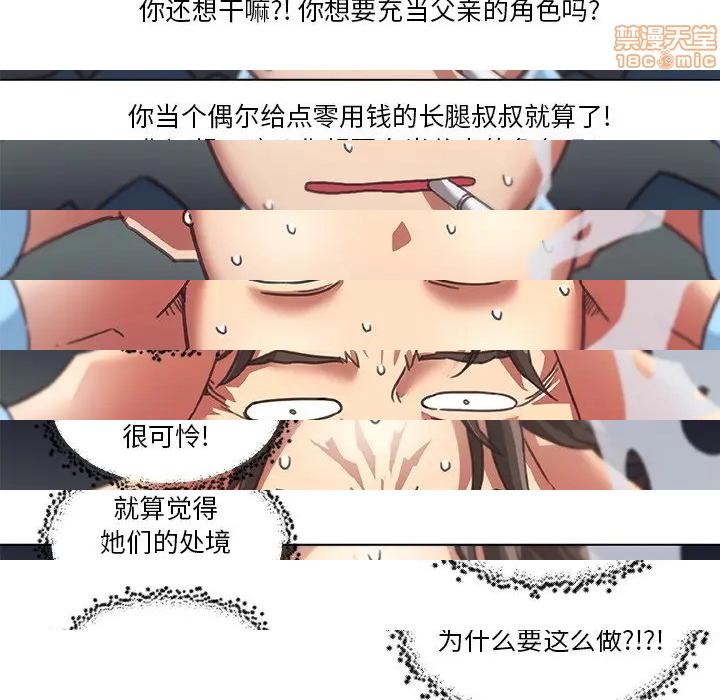 你还想干嘛?! 你想要充当父亲的角色吗?
禁漫天堂
18comic
你当个偶尔给点零用钱的长腿叔叔就算了!
很可怜!
就算觉得
她们的处境
为什么要这么做?!?!